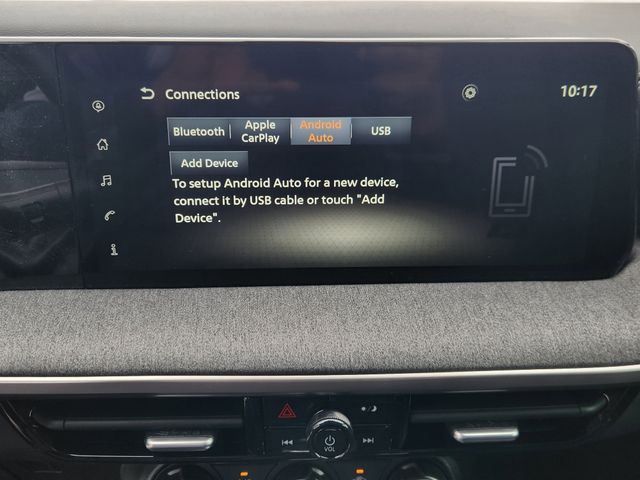 Connections
10:17
Bluetooth
Apple
CarPlay
Android
Auto
USB
Add Device
To setup Android Auto for a new device,
connect it by USB cable or touch "Add
Device".
VOL